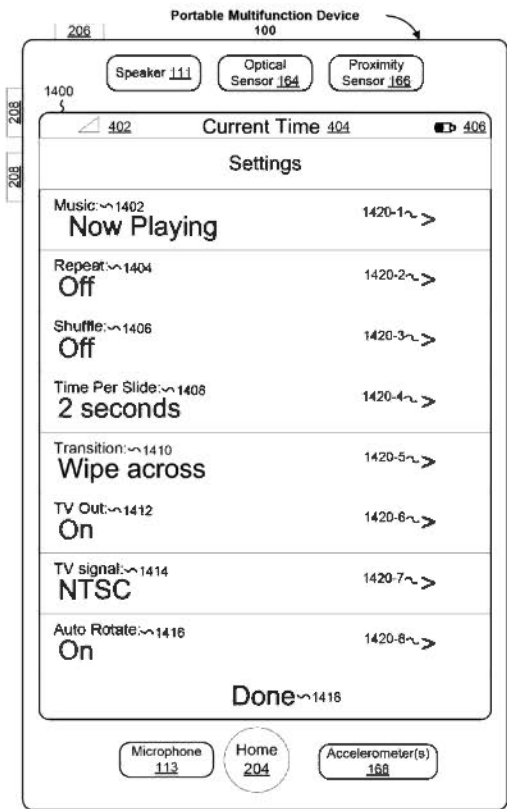 Portable Multifunction Device
100
206
Speaker 111
Optical Sensor 164
Proximity Sensor 166
208
208
1400
402
Current Time 404
406
Settings
Music: 1402
Now Playing
1420-1 >
Repeat: 1404
Off
1420-2 >
Shuffle: 1406
Off
1420-3 >
Time Per Slide: 1408
2 seconds
1420-4 >
Transition: 1410
Wipe across
1420-5 >
TV Out: 1412
On
1420-6 >
TV signal: 1414
NTSC
1420-7 >
Auto Rotate: 1416
On
1420-8 >
Done 1418
Microphone
113
Home
204
Accelerometer(s)
168